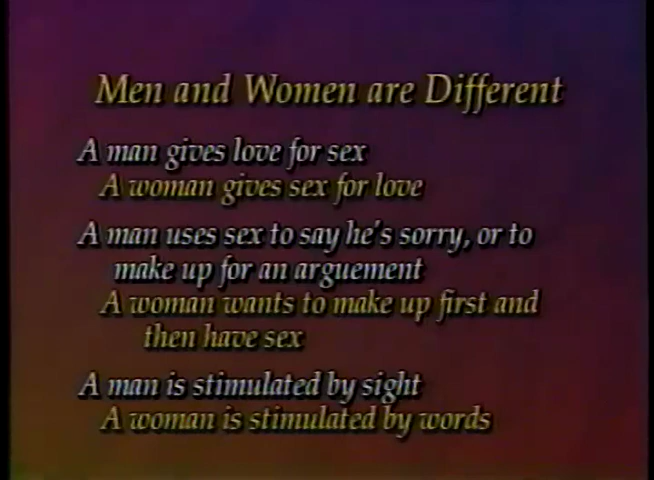 Men and Women are Different
A man gives love for sex
A woman gives sex for love
A man uses sex to say he's sorry, or to
make up for an arguement
A woman wants to make up first and
then have sex
A man is stimulated by sight
A woman is stimulated by words